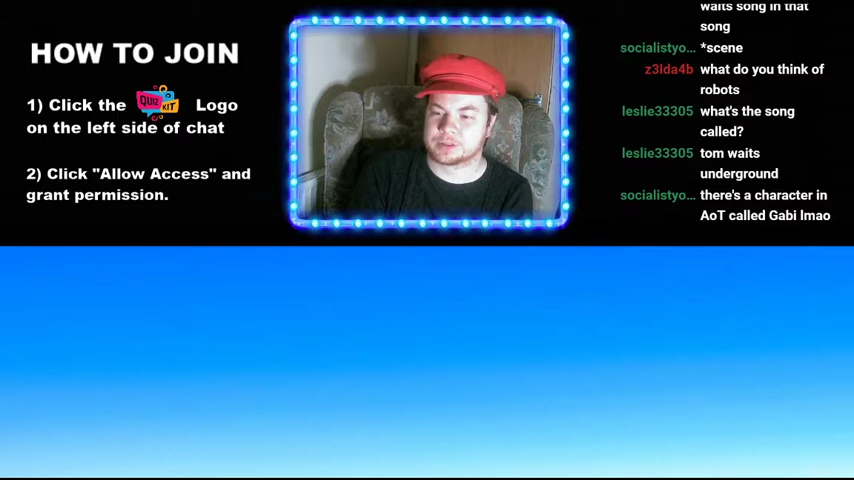 HOW TO JOIN
1) Click the QUIZ KIT Logo
on the left side of chat
2) Click "Allow Access" and
grant permission.
waits song in that
song
socialistyo… *scene
z3lda4b what do you think of
robots
leslie33305 what's the song
called?
leslie33305 tom waits
underground
socialistyo… there's a character in
AoT called Gabi lmao